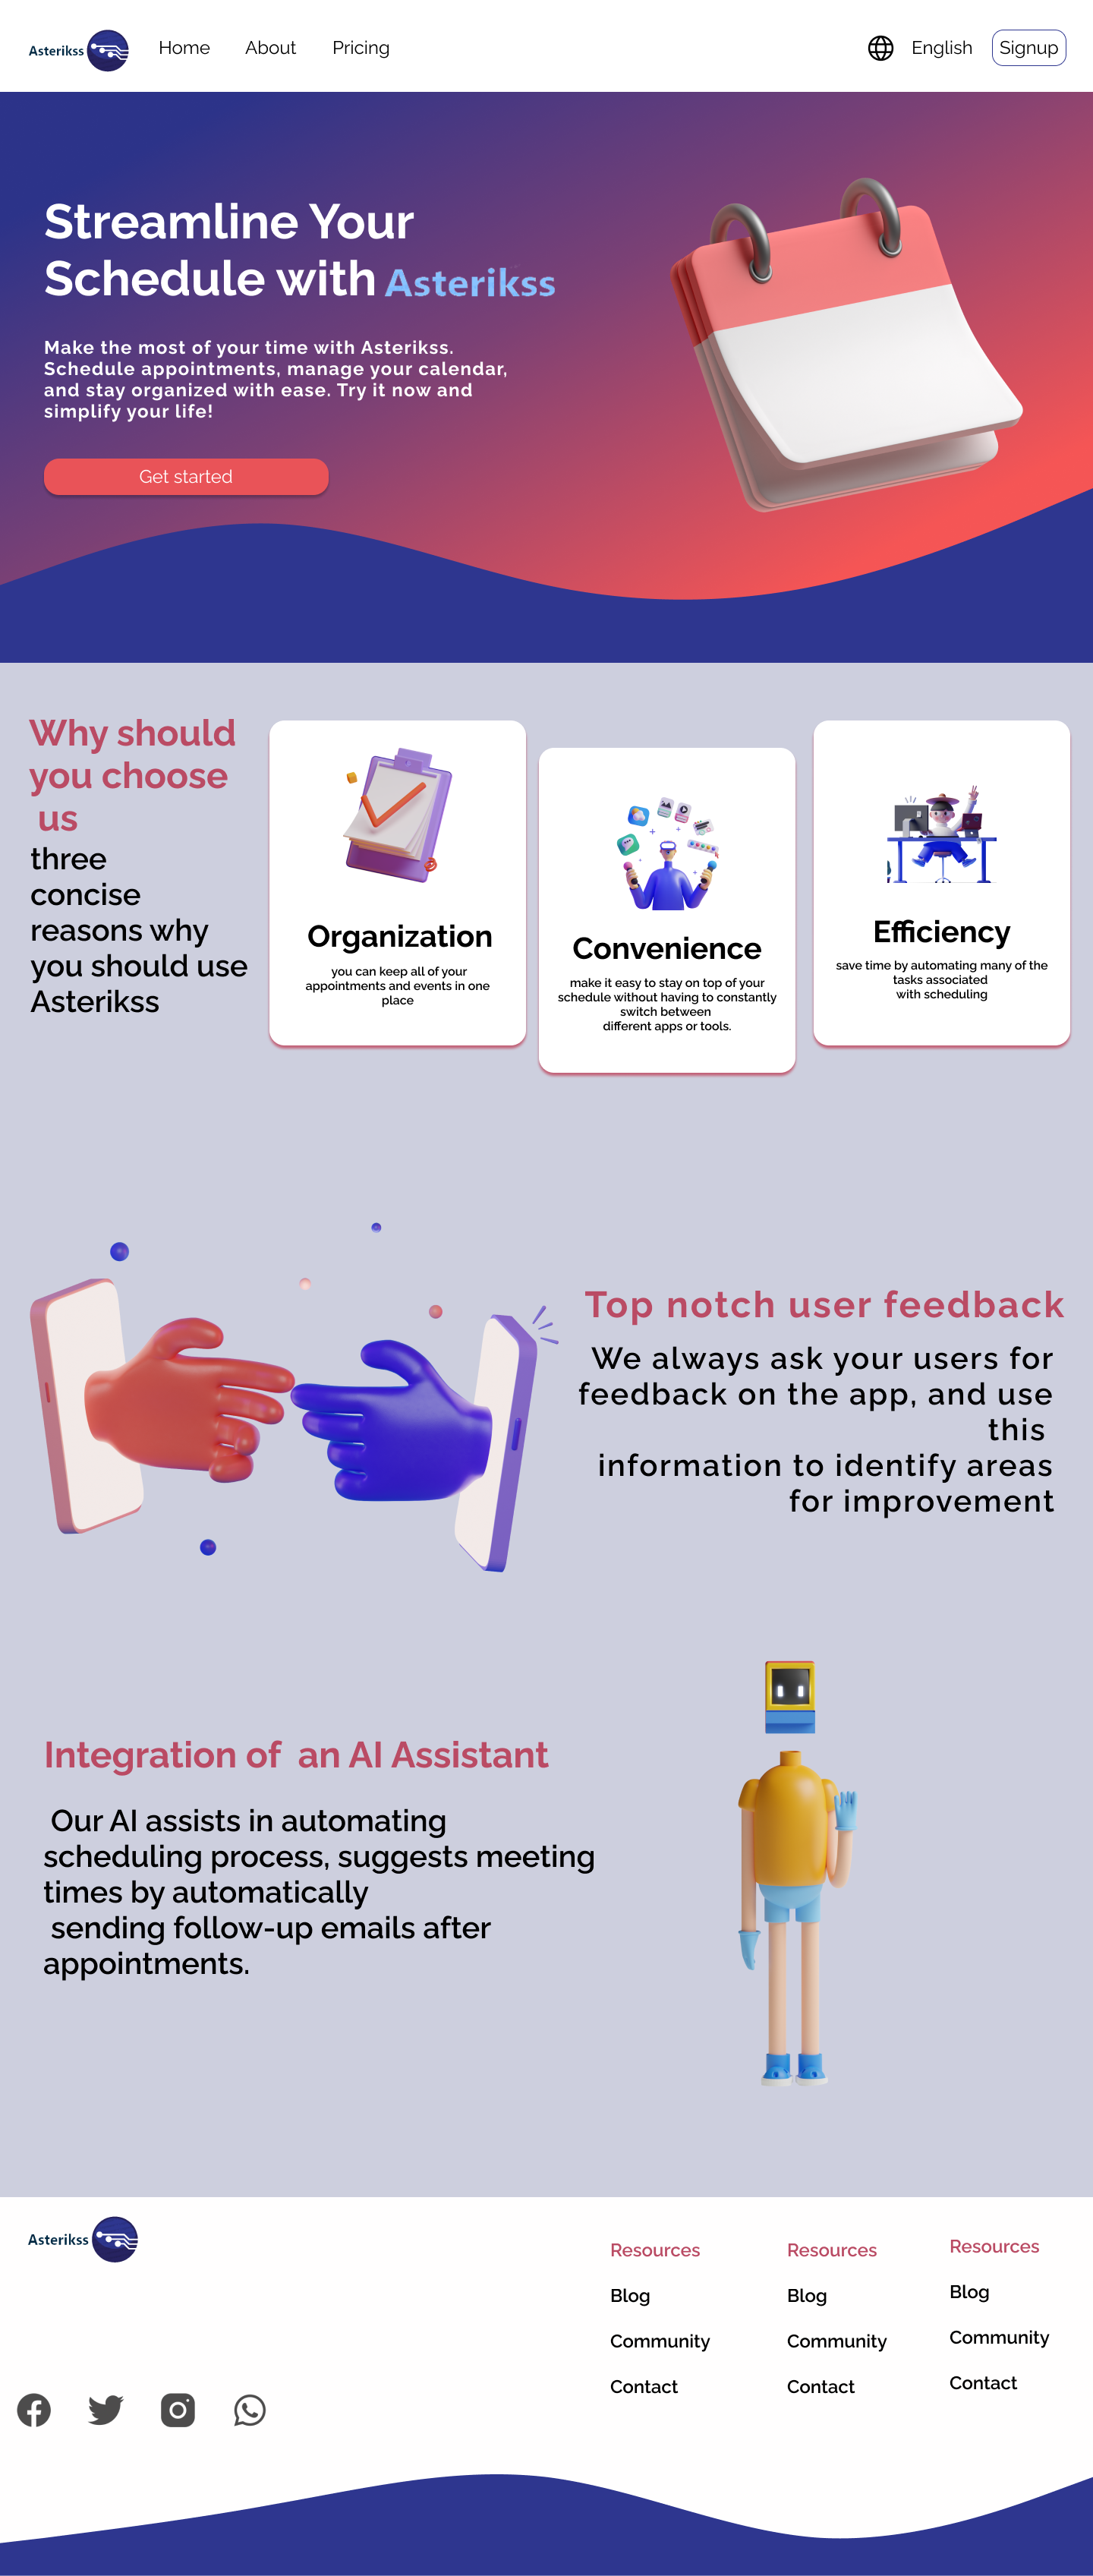 Asterikss
Home
About
Pricing
English
Signup
Streamline Your
Schedule with Asterikss
Make the most of your time with Asterikss.
Schedule appointments, manage your calendar,
and stay organized with ease. Try it now and
simplify your life!
Get started
Why should
you choose
us
three
concise
reasons why
you should use
Asterikss
Organization
you can keep all of your
appointments and events in one
place
Convenience
make it easy to stay on top of your
schedule without having to constantly
switch between
different apps or tools.
Efficiency
save time by automating many of the
tasks associated
with scheduling
Top notch user feedback
We always ask your users for
feedback on the app, and use
this
information to identify areas
for improvement
Integration of an AI Assistant
Our AI assists in automating
scheduling process, suggests meeting
times by automatically
sending follow-up emails after
appointments.
Asterikss
Resources
Blog
Community
Contact
Resources
Blog
Community
Contact
Resources
Blog
Community
Contact